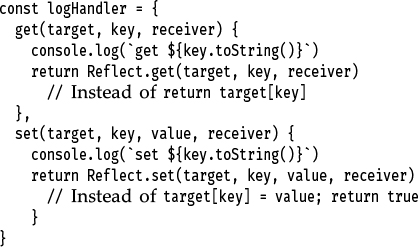 const logHandler = {
  get(target, key, receiver) {
    console.log(`get ${key.toString()}`)
    return Reflect.get(target, key, receiver)
      // Instead of return target[key]
  },
  set(target, key, value, receiver) {
    console.log(`set ${key.toString()}`)
    return Reflect.set(target, key, value, receiver)
      // Instead of target[key] = value; return true
    }
}